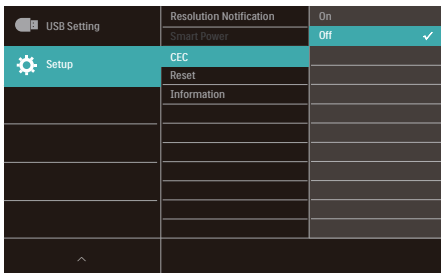 USB Setting
Setup
Resolution Notification
Smart Power
CEC
Reset
Information
On
Off